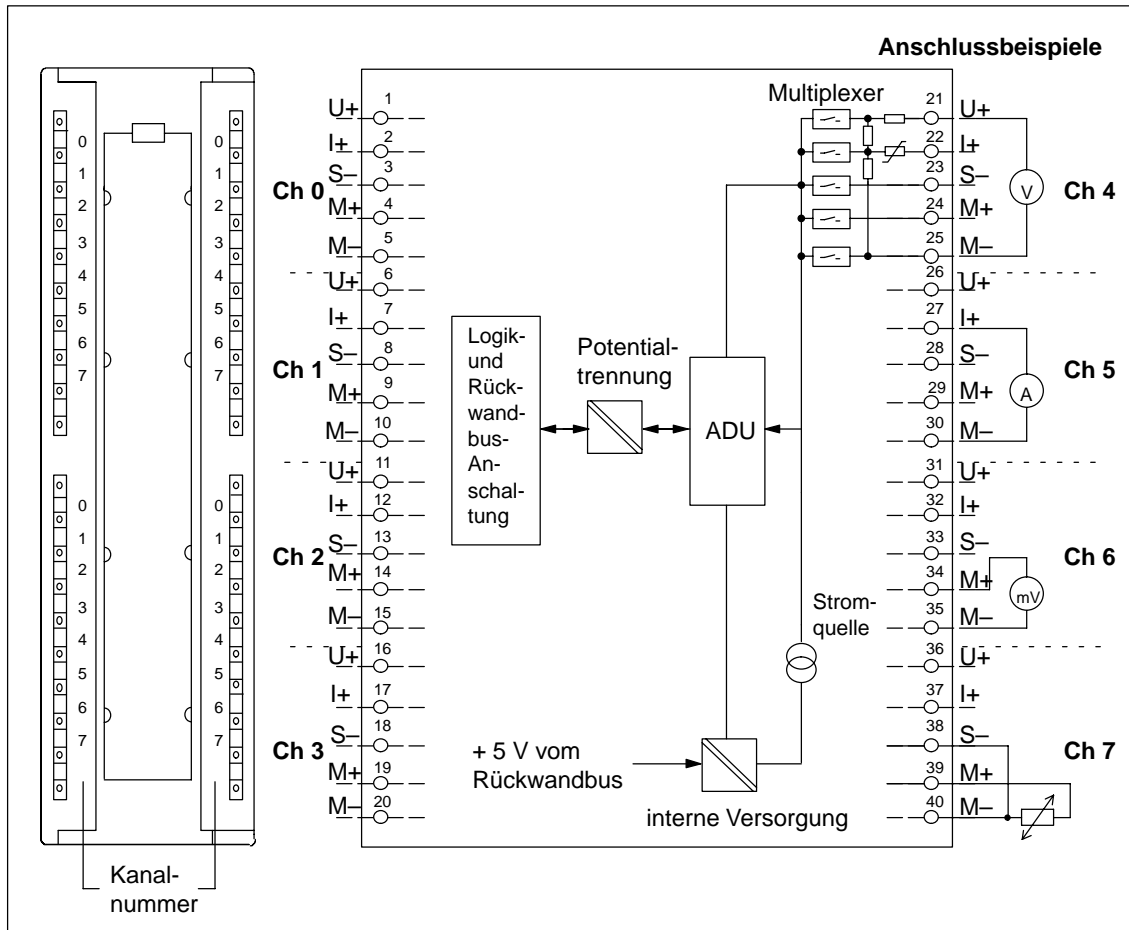 Anschlussbeispiele
0
1
2
3
4
5
6
7
0
1
2
3
4
5
6
7
0
1
2
3
4
5
6
7
0
1
2
3
4
5
6
7
Kanal-
nummer
Ch 0
U+ 1
I+ 2
S– 3
M+ 4
M– 5
Ch 1
U+ 6
I+ 7
S– 8
M+ 9
M– 10
Ch 2
U+ 11
I+ 12
S– 13
M+ 14
M– 15
Ch 3
U+ 16
I+ 17
S– 18
M+ 19
M– 20
Multiplexer
Logik-
und
Rück-
wand-
bus-
An-
schal-
tung
Potential-
trennung
ADU
Strom-
quelle
+ 5 V vom
Rückwandbus
interne Versorgung
21 U+
22 I+
23 S–
24 M+
25 M–
V
Ch 4
26 U+
27 I+
28 S–
29 M+
30 M–
A
Ch 5
31 U+
32 I+
33 S–
34 M+
35 M–
mV
Ch 6
36 U+
37 I+
38 S–
39 M+
40 M–
Ch 7